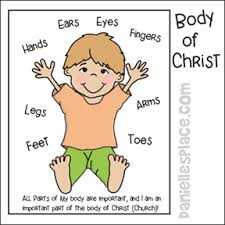 Body
of
Christ
Ears
Eyes
Hands
Fingers
Legs
Arms
Feet
Toes
All Parts of My body are important, and I am an
important part of the body of Christ (Church)!
daniellesplace.com